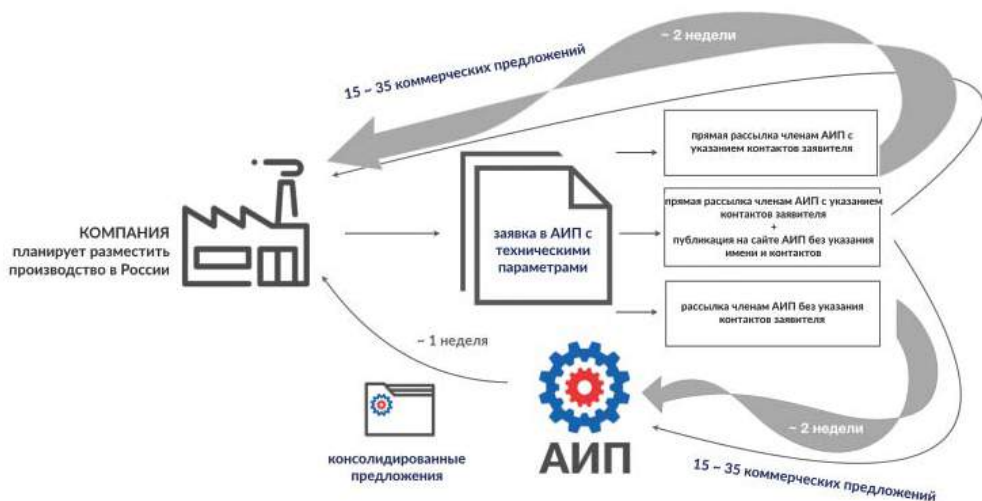 ~ 2 недели
15 ~ 35 коммерческих предложений
прямая рассылка членам АИП с
указанием контактов заявителя
КОМПАНИЯ
планирует разместить
производство в России
заявка в АИП с
техническими
параметрами
прямая рассылка членам АИП с указанием
контактов заявителя
+
публикация на сайте АИП без указания
имени и контактов
рассылка членам АИП без указания
контактов заявителя
~ 1 неделя
консолидированные
предложения
АИП
~ 2 недели
15 ~ 35 коммерческих предложений